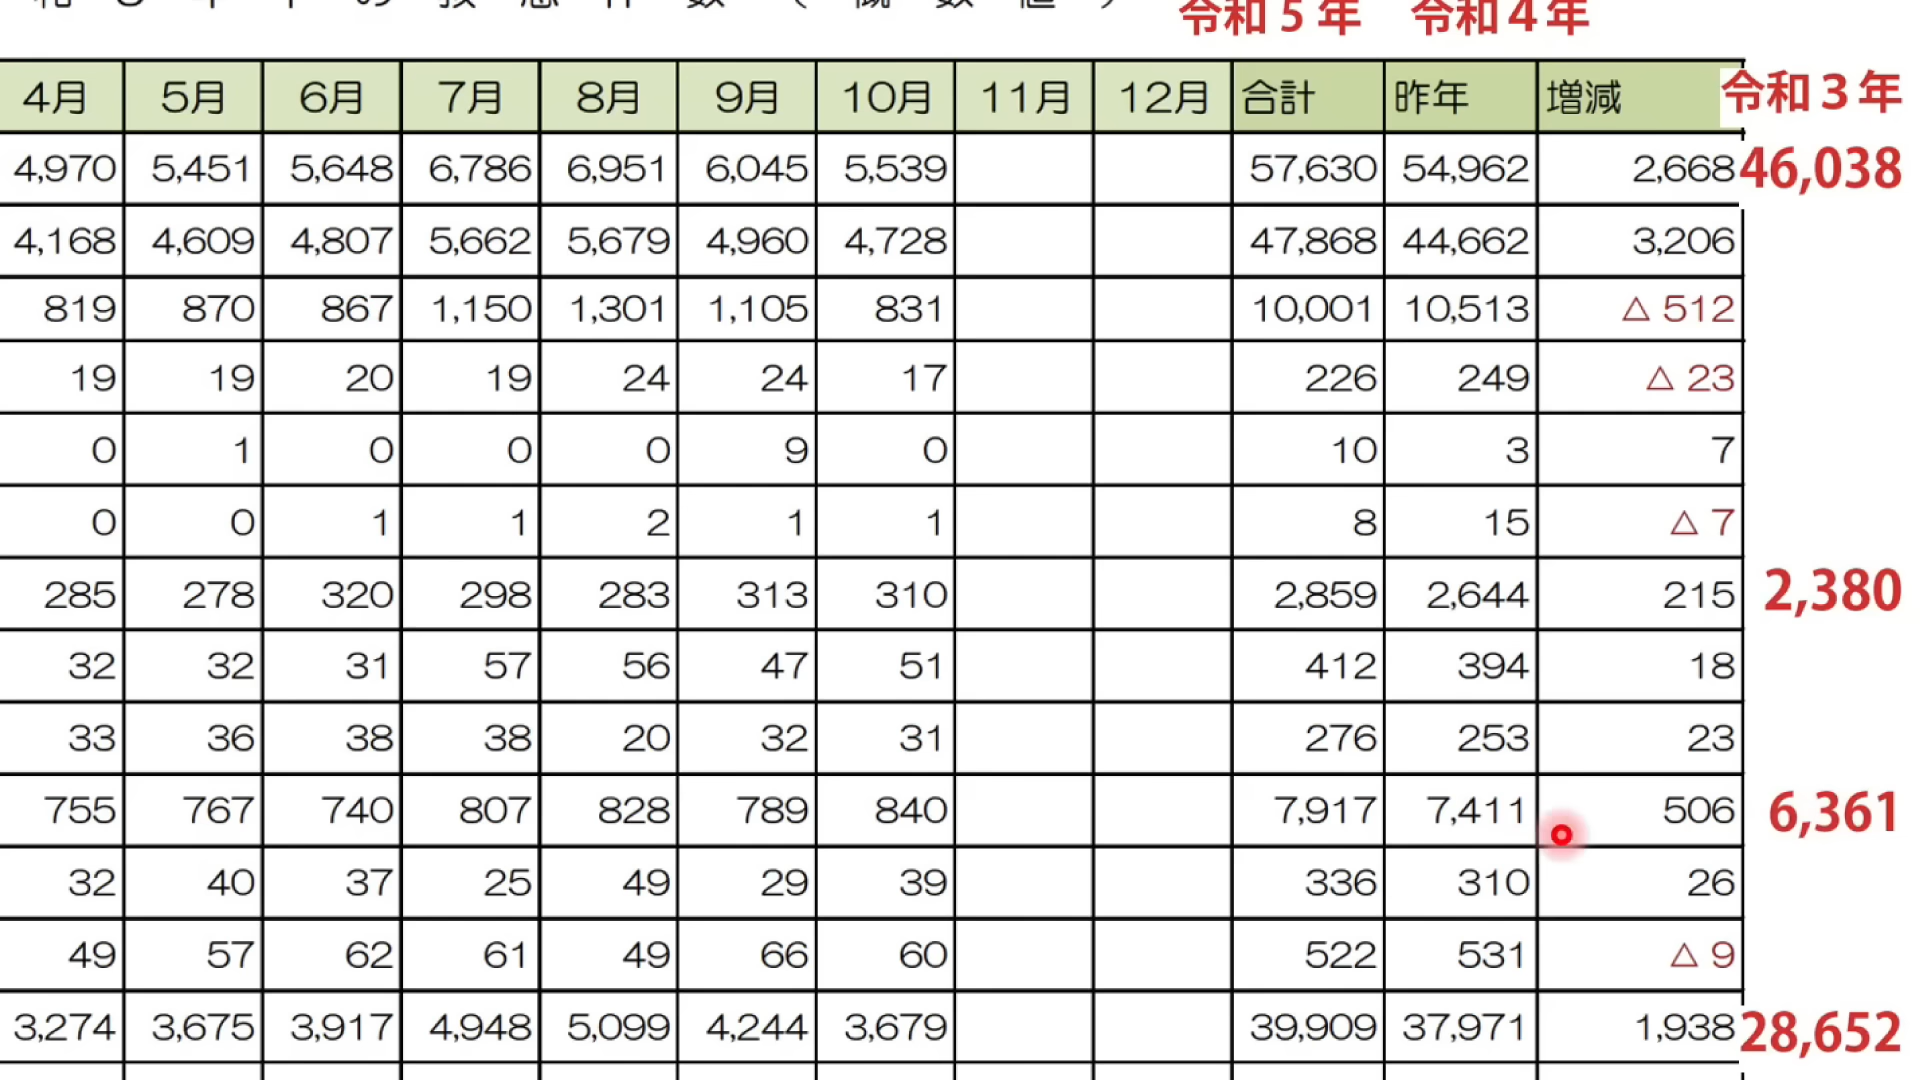 の救急件数（概数値）
令和5年 令和4年
4月 5月 6月 7月 8月 9月 10月 11月 12月 合計 昨年 増減 令和3年
4,970 5,451 5,648 6,786 6,951 6,045 5,539 57,630 54,962 2,668 46,038
4,168 4,609 4,807 5,662 5,679 4,960 4,728 47,868 44,662 3,206
819 870 867 1,150 1,301 1,105 831 10,001 10,513 △ 512
19 19 20 19 24 24 17 226 249 △ 23
0 1 0 0 0 9 0 10 3 7
0 0 1 1 2 1 1 8 15 △ 7
285 278 320 298 283 313 310 2,859 2,644 215 2,380
32 32 31 57 56 47 51 412 394 18
33 36 38 38 20 32 31 276 253 23
755 767 740 807 828 789 840 7,917 7,411 506 6,361
32 40 37 25 49 29 39 336 310 26
49 57 62 61 49 66 60 522 531 △ 9
3,274 3,675 3,917 4,948 5,099 4,244 3,679 39,909 37,971 1,938 28,652